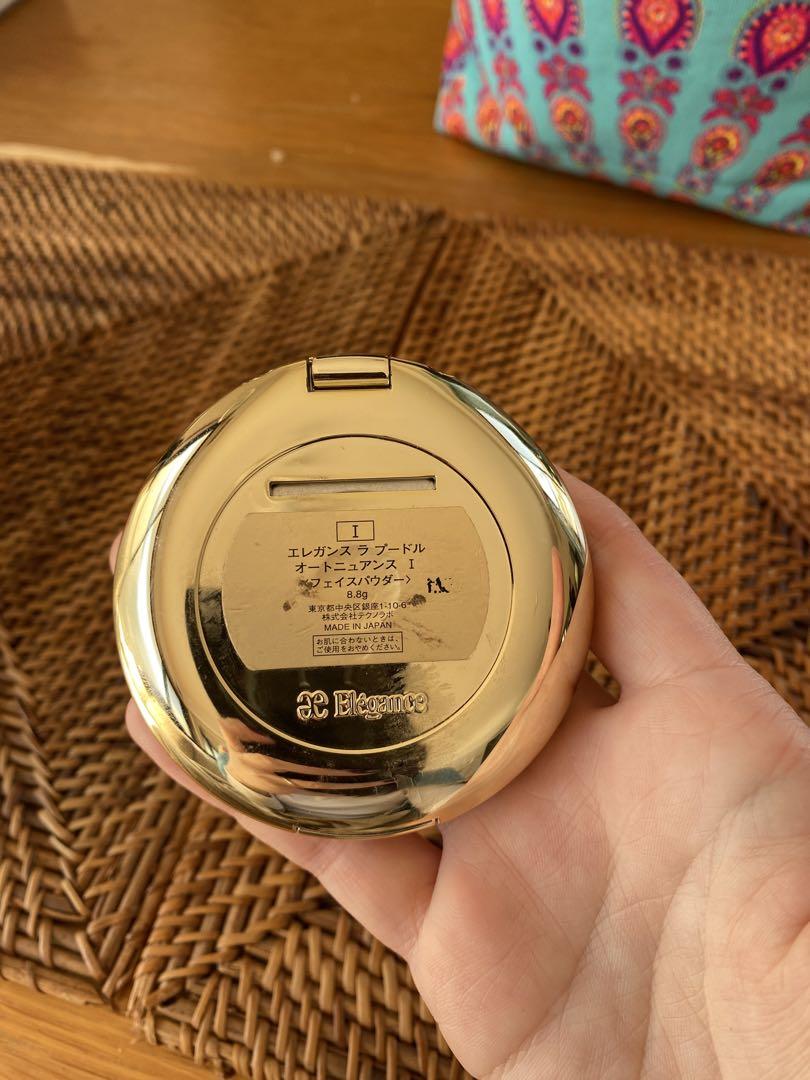 I
エレガンス ラ プードル
オートニュアンス I
〈フェイスパウダー〉
8.8g
東京都中央区銀座1-10-6
株式会社テクノラボ
MADE IN JAPAN
お肌に合わないときは、
ご使用をおやめください。
Elégance